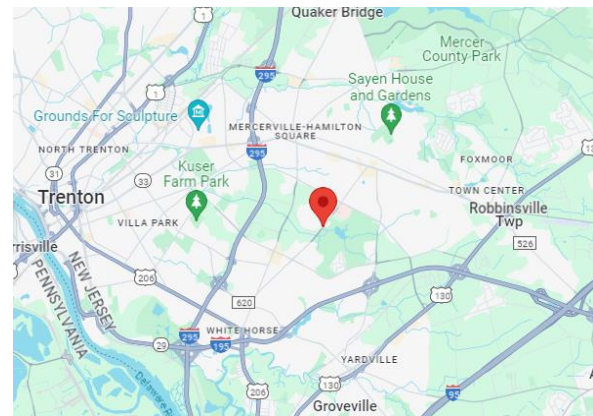 Quaker Bridge
1
295
Mercer
County Park
1
Sayen House
and Gardens
Grounds For Sculpture
MERCERVILLE-HAMILTON
SQUARE
NORTH TRENTON
295
FOXMOOR
31
33
Kuser
Farm Park
Trenton
TOWN CENTER
Robbinsville
Twp
VILLA PARK
rrisville
526
206
130
PENNSYLVANIA
NEW JERSEY
620
WHITE HORSE
29
295
195
YARDVILLE
206
130
95
Groveville